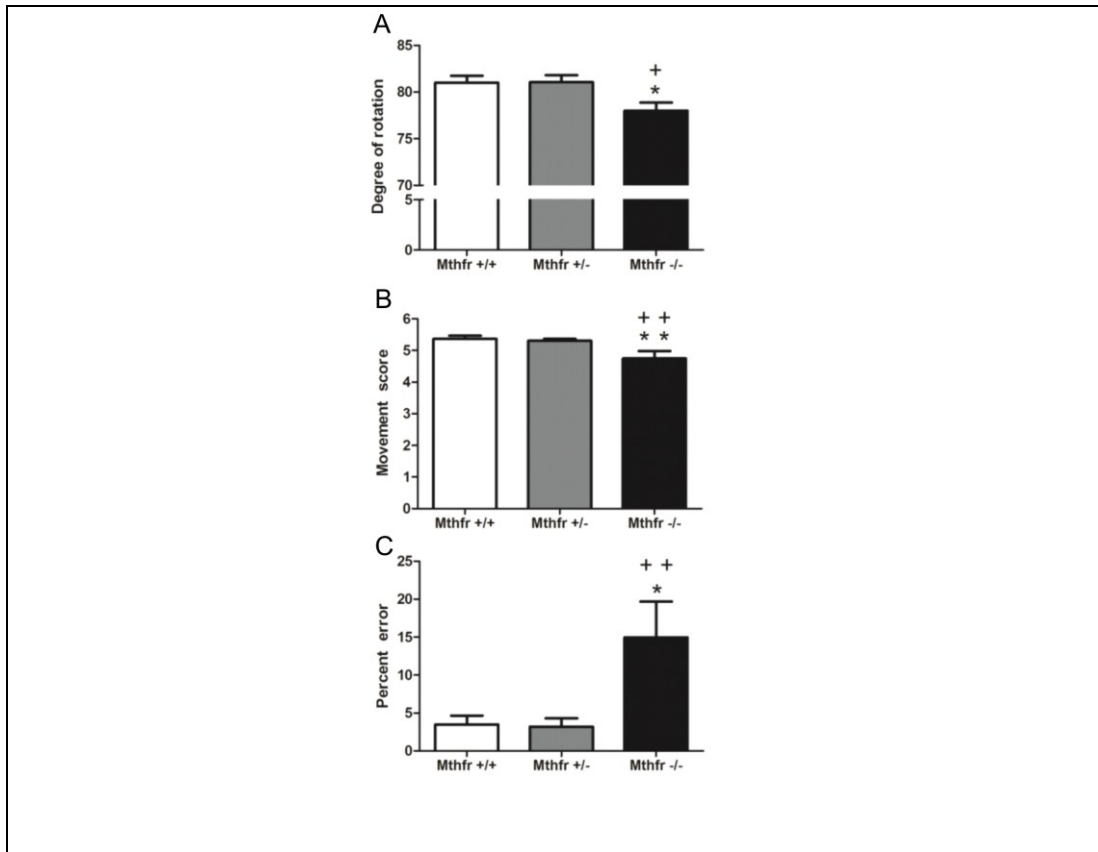 A
Degree of rotation
85
+
80
*
75
70
5
0
Mthfr +/+ Mthfr +/- Mthfr -/-
B
Movement score
6
+ +
* *
5
4
3
2
1
0
Mthfr +/+ Mthfr +/- Mthfr -/-
C
Percent error
25
+ +
20
*
15
10
5
0
Mthfr +/+ Mthfr +/- Mthfr -/-